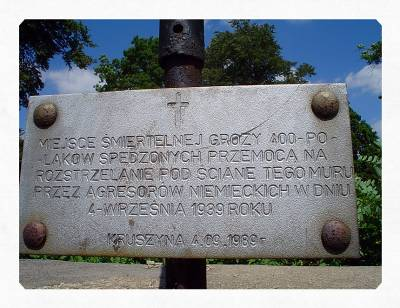 MIEJSCE ŚMIERTELNEJ GROZY 400-PO-
LAKÓW SPĘDZONYCH PRZEMOCĄ NA
ROZSTRZELANIE POD ŚCIANĘ TEGO MURU
PRZEZ AGRESORÓW NIEMIECKICH W DNIU
4-WRZEŚNIA 1939 ROKU
KRUSZYNA 4.09.1989-